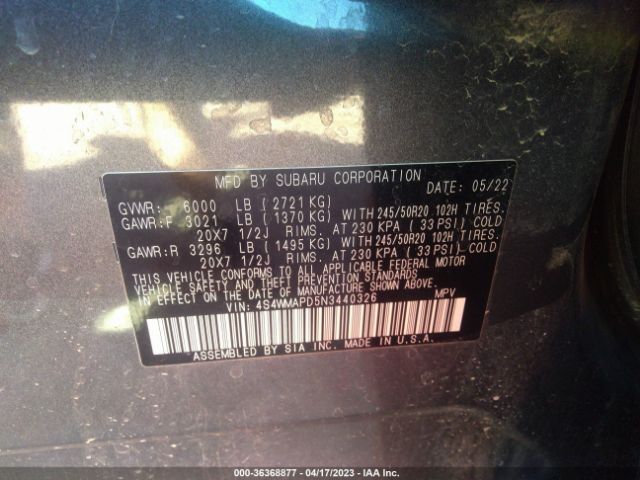 MFD BY SUBARU CORPORATION
DATE: 05/22
GVWR: 6000 LB (2721 KG)
GAWR:F 3021 LB (1370 KG) WITH 245/50R20 102H TIRES.
20X7 1/2J RIMS. AT 230 KPA (33 PSI) COLD
GAWR:R 3296 LB (1495 KG) WITH 245/50R20 102H TIRES.
20X7 1/2J RIMS. AT 230 KPA (33 PSI) COLD
THIS VEHICLE CONFORMS TO ALL APPLICABLE FEDERAL MOTOR
VEHICLE SAFETY AND THEFT PREVENTION STANDARDS
IN EFFECT ON THE DATE OF MANUFACTURE SHOWN ABOVE.
VIN: 4S4WMAPD5N3440326 MPV
ASSEMBLED BY SIA INC. MADE IN U.S.A.
000-36368877 - 04/17/2023 - IAA Inc.